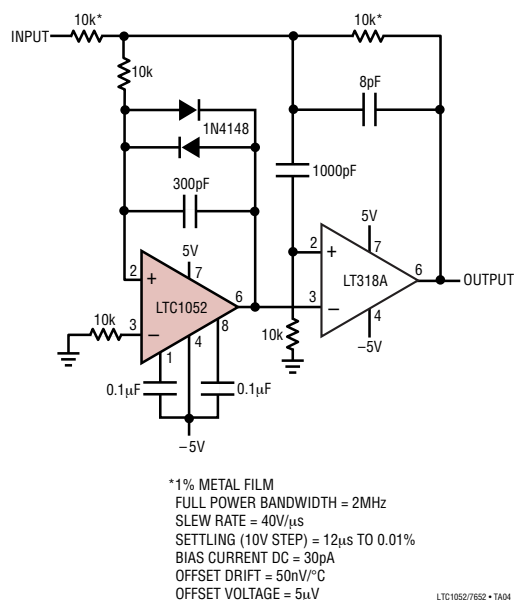 10k*
10k*
INPUT
10k
8pF
1N4148
1000pF
300pF
5V
5V
2
7
2
7
+
+
LTC1052
6
LT318A
6
OUTPUT
10k
3
−
8
3
−
10k
4
1
4
−5V
0.1µF
0.1µF
−5V
*1% METAL FILM
FULL POWER BANDWIDTH = 2MHz
SLEW RATE = 40V/µs
SETTLING (10V STEP) = 12µs TO 0.01%
BIAS CURRENT DC = 30pA
OFFSET DRIFT = 50nV/°C
OFFSET VOLTAGE = 5µV
LTC1052/7652 • TA04